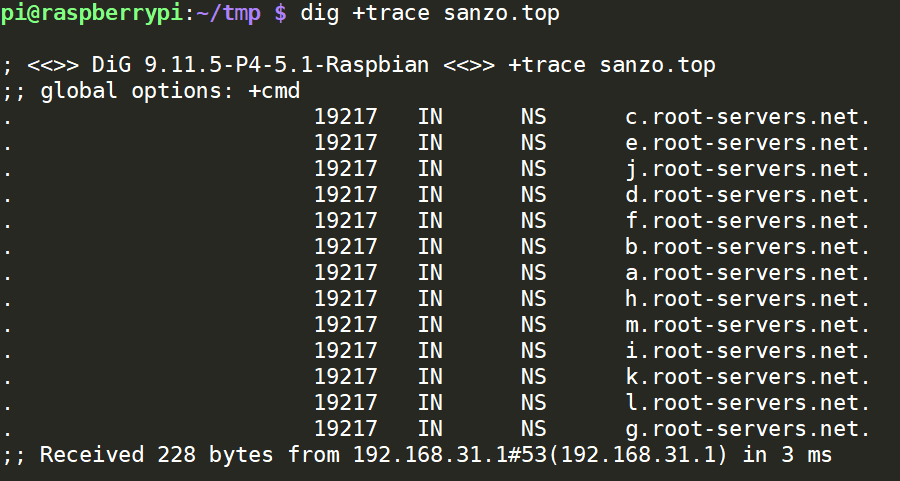 pi@raspberrypi:~/tmp $ dig +trace sanzo.top
; <<>> DiG 9.11.5-P4-5.1-Raspbian <<>> +trace sanzo.top
;; global options: +cmd
. 19217 IN NS c.root-servers.net.
. 19217 IN NS e.root-servers.net.
. 19217 IN NS j.root-servers.net.
. 19217 IN NS d.root-servers.net.
. 19217 IN NS f.root-servers.net.
. 19217 IN NS b.root-servers.net.
. 19217 IN NS a.root-servers.net.
. 19217 IN NS h.root-servers.net.
. 19217 IN NS m.root-servers.net.
. 19217 IN NS i.root-servers.net.
. 19217 IN NS k.root-servers.net.
. 19217 IN NS l.root-servers.net.
. 19217 IN NS g.root-servers.net.
;; Received 228 bytes from 192.168.31.1#53(192.168.31.1) in 3 ms